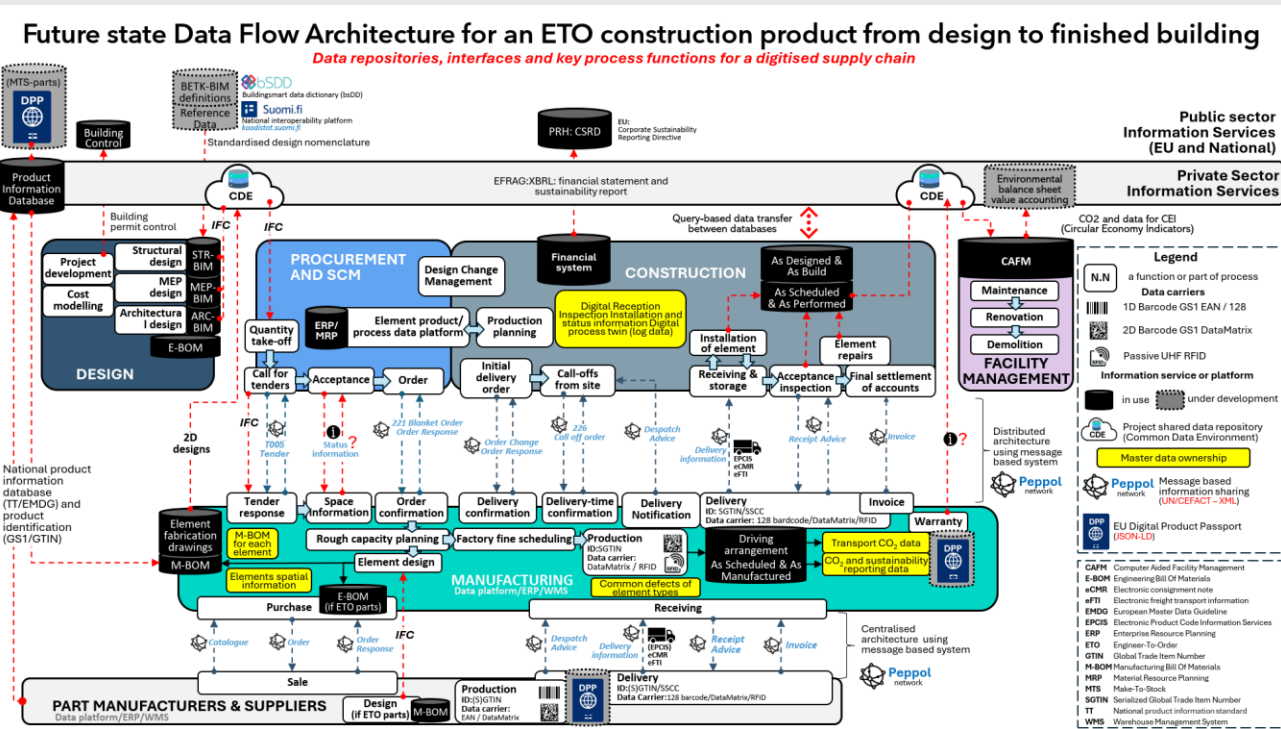 Future state Data Flow Architecture for an ETO construction product from design to finished building
Data repositories, interfaces and key process functions for a digitised supply chain
(MTS-parts)
DPP
Building
Control
BETK-BIM
definitions
Reference
Data
bSDD
Buildingsmart data dictionary (bsDD)
Suomi.fi
National interoperability platform
koodistot.suomi.fi
Standardised design nomenclature
PRH: CSRD
EU:
Corporate Sustainability
Reporting Directive
Public sector
Information Services
(EU and National)
Product
Information
Database
CDE
EFRAG:XBRL: financial statement and
sustainability report
CDE
Environmental
balance sheet
value accounting
Private Sector
Information Services
Building
permit control
IFC
IFC
Query-based data transfer
between databases
CO2 and data for CEI
(Circular Economy Indicators)
Project
development
Cost
modelling
Structural
design
MEP
design
Architectura
l design
STR-
BIM
MEP-
BIM
ARC-
BIM
E-BOM
DESIGN
PROCUREMENT
AND SCM
Design Change
Management
ERP/
MRP
Element product/
process data platform
Production
planning
Quantity
take-off
Call for
tenders
Acceptance
Order
Financial
system
CONSTRUCTION
Digital Reception
Inspection Installation and
status information Digital
process twin (log data)
As Designed &
As Build
As Scheduled
& As Performed
Initial
delivery
order
Call-offs
from site
Installation
of element
Element
repairs
Receiving &
storage
Acceptance
inspection
Final settlement
of accounts
CAFM
Maintenance
Renovation
Demolition
FACILITY
MANAGEMENT
Legend
N.N
a function or part of process
Data carriers
1D Barcode GS1 EAN / 128
2D Barcode GS1 DataMatrix
RFID
Passive UHF RFID
Information service or platform
in use
under development
CDE
Project shared data repository
(Common Data Environment)
Master data ownership
Peppol
network
Message based
information sharing
(UN/CEFACT – XML)
DPP
EU Digital Product Passport
(JSON-LD)
CAFM Computer Aided Facility Management
E-BOM Engineering Bill Of Materials
eCMR Electronic consignment note
eFTI Electronic freight transport information
EMDG European Master Data Guideline
EPCIS Electronic Product Code Information Services
ERP Enterprise Resource Planning
ETO Engineer-To-Order
GTIN Global Trade Item Number
M-BOM Manufacturing Bill Of Materials
MRP Material Resource Planning
MTS Make-To-Stock
SGTIN Serialized Global Trade Item Number
TT National product information standard
WMS Warehouse Management System
2D
designs
IFC
T005
Tender
i
?
Status
information
221 Blanket Order
Order Response
Order Change
Order Response
226
Call off order
Despatch
Advice
Delivery
information
EPCIS
eCMR
eFTI
Receipt Advice
Invoice
i
?
Distributed
architecture
using message
based system
Peppol
network
National product
information
database
(TT/EMDG) and
product
identification
(GS1/GTIN)
Element
fabrication
drawings
M-BOM
Tender
response
Space
Information
Order
confirmation
Delivery
confirmation
Delivery-time
confirmation
Delivery
Notification
Delivery
ID: SGTIN/SSCC
Data carrier: 128 bardcode/DataMatrix/RFID
Invoice
Warranty
M-BOM
for each
element
Rough capacity planning
Factory fine scheduling
Production
ID:SGTIN
Data carrier:
DataMatrix / RFID
RFID
Driving
arrangement
As Scheduled & As
Manufactured
Transport CO2 data
CO2 and sustainability
reporting data
DPP
Element design
Elements spatial
information
E-BOM
(if ETO parts)
MANUFACTURING
Data platform/ERP/WMS
Common defects of
element types
Purchase
Receiving
Catalogue
Order
Order
Response
IFC
Despatch
Advice
Delivery
information
(EPCIS)
eCMR
eFTI
Receipt
Advice
Invoice
Centralised
architecture using
message based system
Peppol
network
Sale
PART MANUFACTURERS & SUPPLIERS
Data platform/ERP/WMS
Design
(if ETO parts)
M-BOM
Production
ID:(S)GTIN
Data carrier:
EAN / DataMatrix
DPP
Delivery
ID:(S)GTIN/SSCC
Data Carrier:128 barcode/DataMatrix/RFID